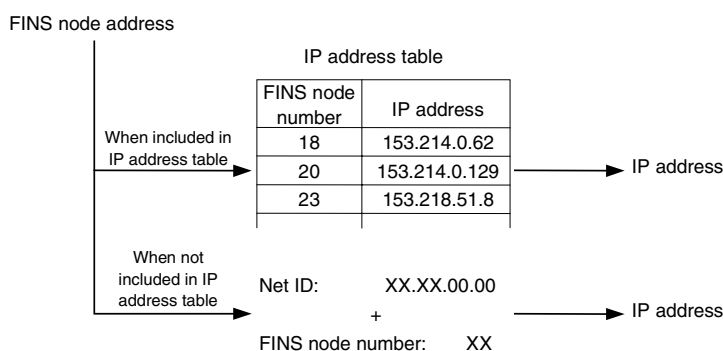 FINS node address
IP address table
FINS node number IP address
18 153.214.0.62
20 153.214.0.129
23 153.218.51.8
When included in
IP address table
IP address
When not
included in IP
address table
Net ID: XX.XX.00.00
+
FINS node number: XX
IP address